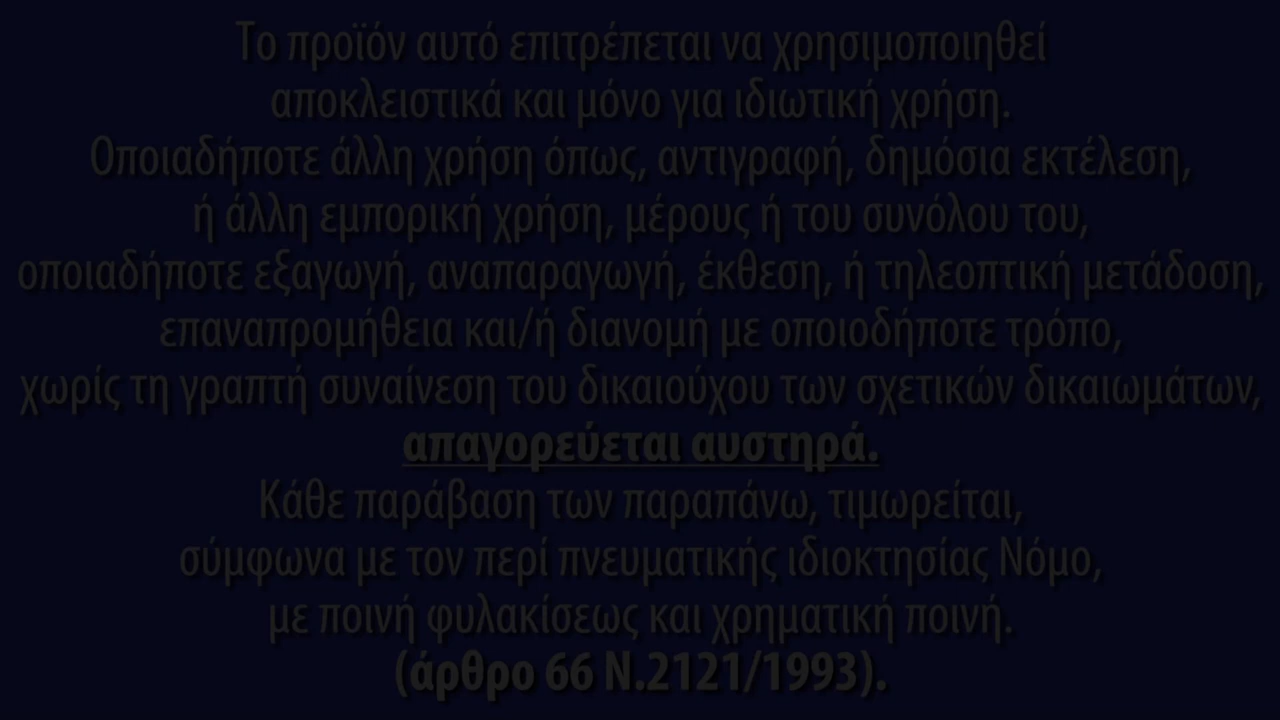 Το προϊόν αυτό επιτρέπεται να χρησιμοποιηθεί
αποκλειστικά και μόνο για ιδιωτική χρήση.
Οποιαδήποτε άλλη χρήση όπως, αντιγραφή, δημόσια εκτέλεση,
ή άλλη εμπορική χρήση, μέρους ή του συνόλου του,
οποιαδήποτε εξαγωγή, αναπαραγωγή, έκθεση, ή τηλεοπτική μετάδοση,
επαναπρομήθεια και/ή διανομή με οποιοδήποτε τρόπο,
χωρίς τη γραπτή συναίνεση του δικαιούχου των σχετικών δικαιωμάτων,
απαγορεύεται αυστηρά.
Κάθε παράβαση των παραπάνω, τιμωρείται,
σύμφωνα με τον περί πνευματικής ιδιοκτησίας Νόμο,
με ποινή φυλακίσεως και χρηματική ποινή.
(άρθρο 66 Ν.2121/1993).